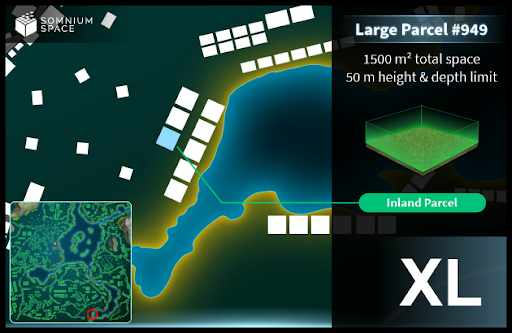 SOMNIUM
SPACE
Large Parcel #949
1500 m² total space
50 m height & depth limit
Inland Parcel
XL